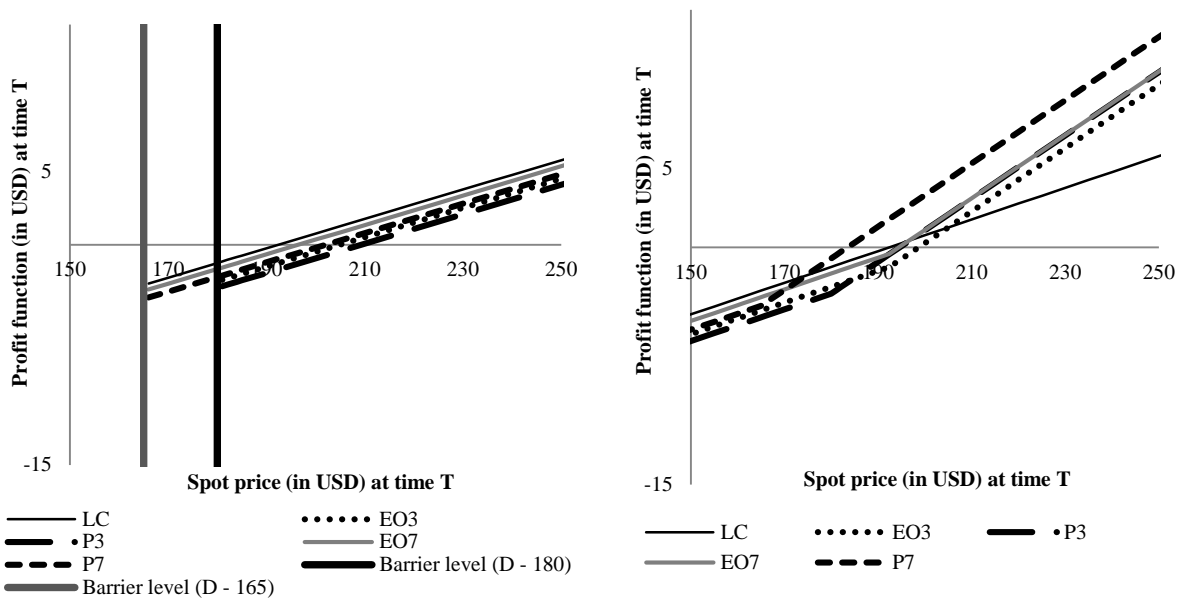 Profit function (in USD) at time T
5
150 170 190 210 230 250
-15
Spot price (in USD) at time T
LC EO3
P3 EO7
P7 Barrier level (D - 180)
Barrier level (D - 165)
Profit function (in USD) at time T
5
150 170 190 210 230 250
-15
Spot price (in USD) at time T
LC EO3 P3
EO7 P7